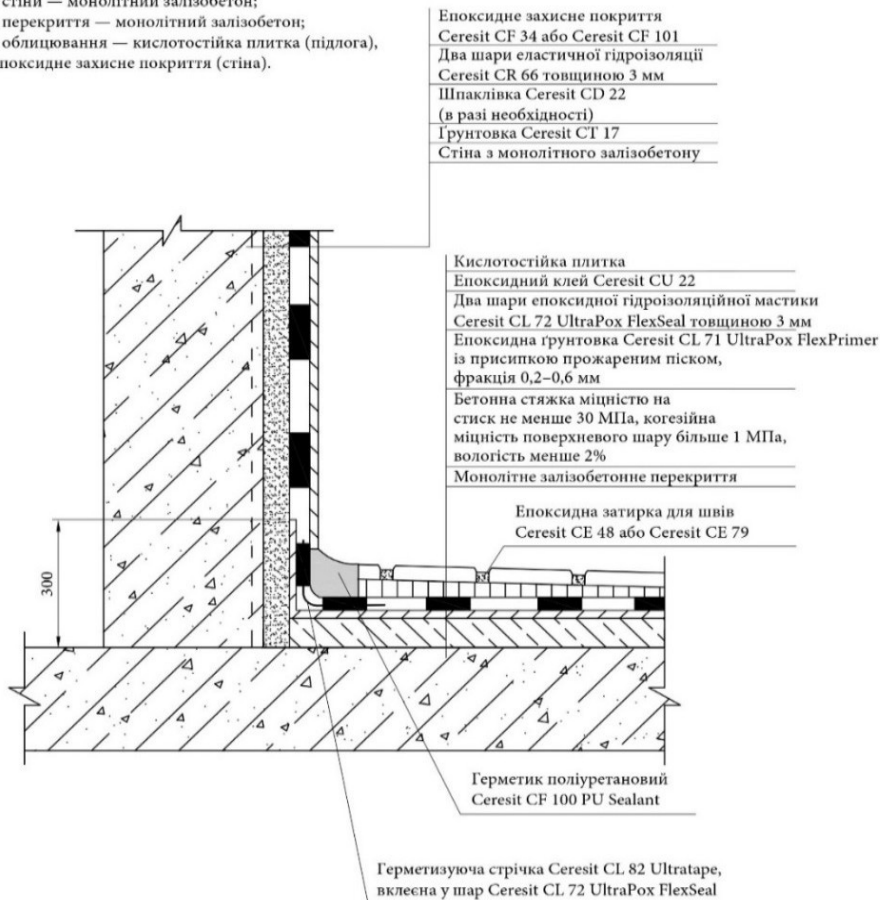 стіни — монолітний залізобетон;
перекриття — монолітний залізобетон;
облицювання — кислотостійка плитка (підлога),
поксидне захисне покриття (стіна).
Епоксидне захисне покриття
Ceresit CF 34 або Ceresit CF 101
Два шари еластичної гідроізоляції
Ceresit CR 66 товщиною 3 мм
Шпаклівка Ceresit CD 22
(в разі необхідності)
Ґрунтовка Ceresit CT 17
Стіна з монолітного залізобетону
Кислотостійка плитка
Епоксидний клей Ceresit CU 22
Два шари епоксидної гідроізоляційної мастики
Ceresit CL 72 UltraPox FlexSeal товщиною 3 мм
Епоксидна ґрунтовка Ceresit CL 71 UltraPox FlexPrimer
із присипкою прожареним піском,
фракція 0,2–0,6 мм
Бетонна стяжка міцністю на
стиск не менше 30 МПа, когезійна
міцність поверхневого шару більше 1 МПа,
вологість менше 2%
Монолітне залізобетонне перекриття
Епоксидна затирка для швів
Ceresit CE 48 або Ceresit CE 79
300
Герметик поліуретановий
Ceresit CF 100 PU Sealant
Герметизуюча стрічка Ceresit CL 82 Ultratape,
вклеєна у шар Ceresit CL 72 UltraPox FlexSeal